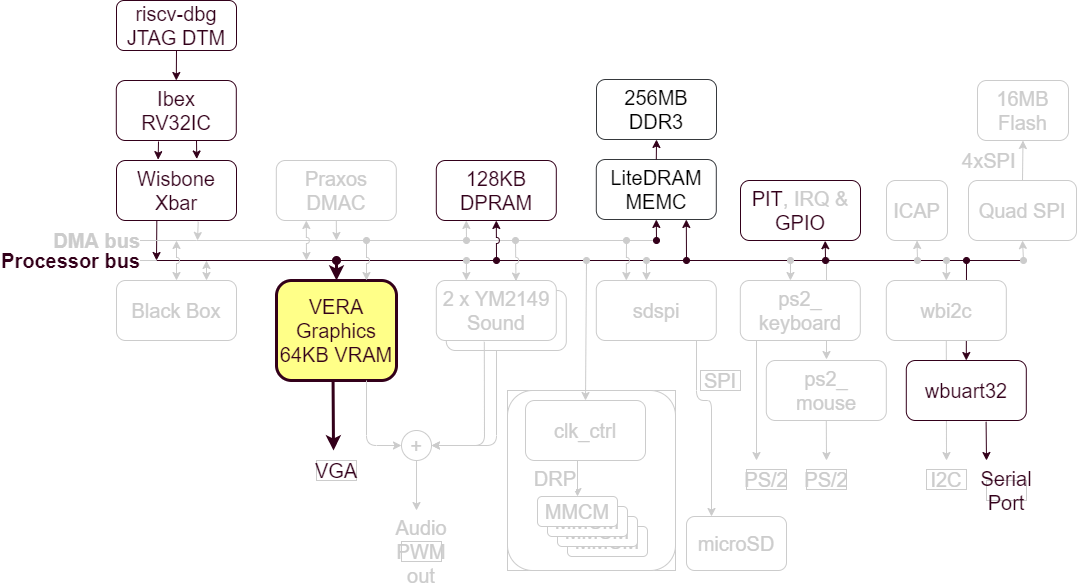 riscv-dbg
JTAG DTM
Ibex
RV32IC
Wisbone
Xbar
Praxos
DMAC
128KB
DPRAM
256MB
DDR3
LiteDRAM
MEMC
PIT, IRQ &
GPIO
ICAP
16MB
Flash
4xSPI
Quad SPI
DMA bus
Processor bus
Black Box
VERA
Graphics
64KB VRAM
2 x YM2149
Sound
sdspi
ps2_
keyboard
wbi2c
ps2_
mouse
wbuart32
SPI
clk_ctrl
DRP
MMCM
MMCM
MMCM
MMCM
+
VGA
Audio
PWM
out
microSD
PS/2
PS/2
I2C
Serial
Port